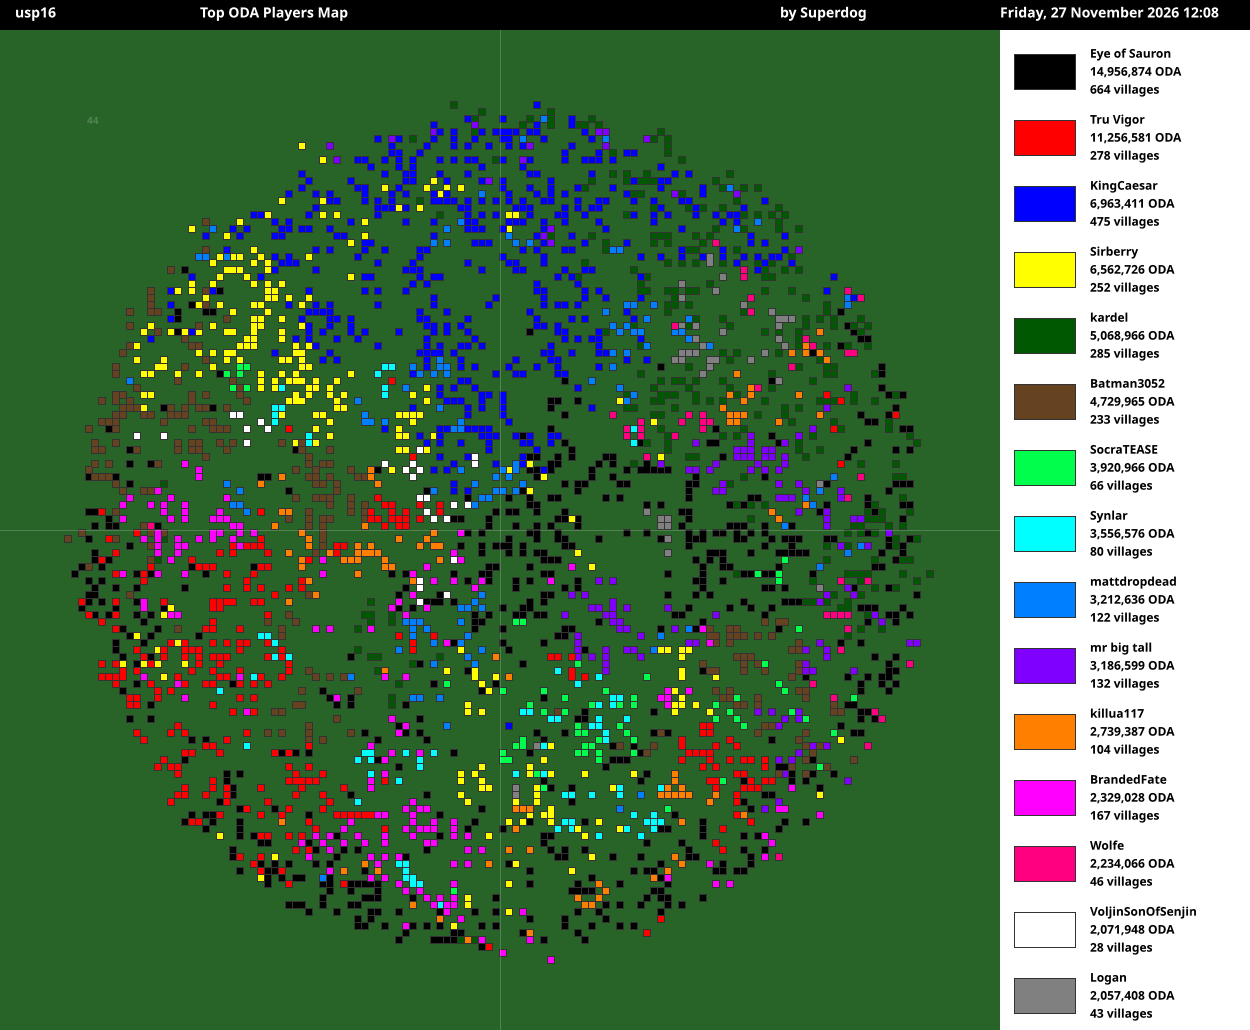 usp16 Top ODA Players Map by Superdog Friday, 27 November 2026 12:08
44
Eye of Sauron
14,956,874 ODA
664 villages
Tru Vigor
11,256,581 ODA
278 villages
KingCaesar
6,963,411 ODA
475 villages
Sirberry
6,562,726 ODA
252 villages
kardel
5,068,966 ODA
285 villages
Batman3052
4,729,965 ODA
233 villages
SocraTEASE
3,920,966 ODA
66 villages
Synlar
3,556,576 ODA
80 villages
mattdropdead
3,212,636 ODA
122 villages
mr big tall
3,186,599 ODA
132 villages
killua117
2,739,387 ODA
104 villages
BrandedFate
2,329,028 ODA
167 villages
Wolfe
2,234,066 ODA
46 villages
VoljinSonOfSenjin
2,071,948 ODA
28 villages
Logan
2,057,408 ODA
43 villages